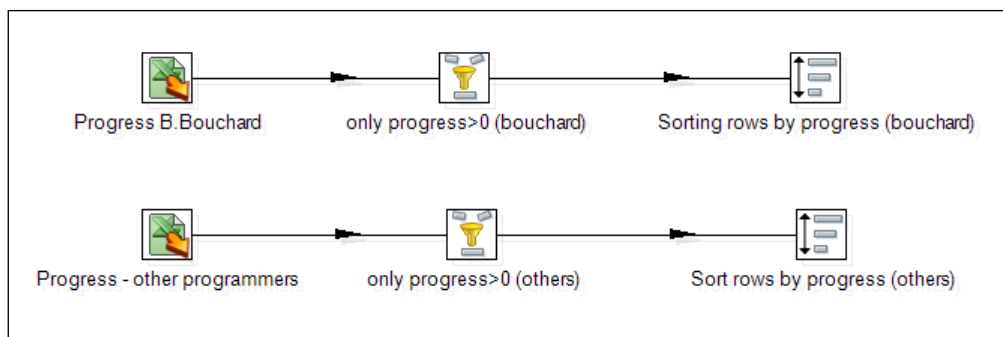 Progress B.Bouchard
only progress>0 (bouchard)
Sorting rows by progress (bouchard)
Progress - other programmers
only progress>0 (others)
Sort rows by progress (others)